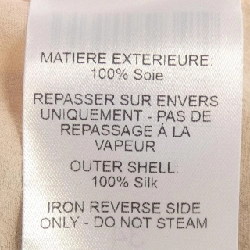 MATIERE EXTERIEURE:
100% Soie
REPASSER SUR ENVERS
UNIQUEMENT - PAS DE
REPASSAGE À LA
VAPEUR
OUTER SHELL:
100% Silk
IRON REVERSE SIDE
ONLY - DO NOT STEAM